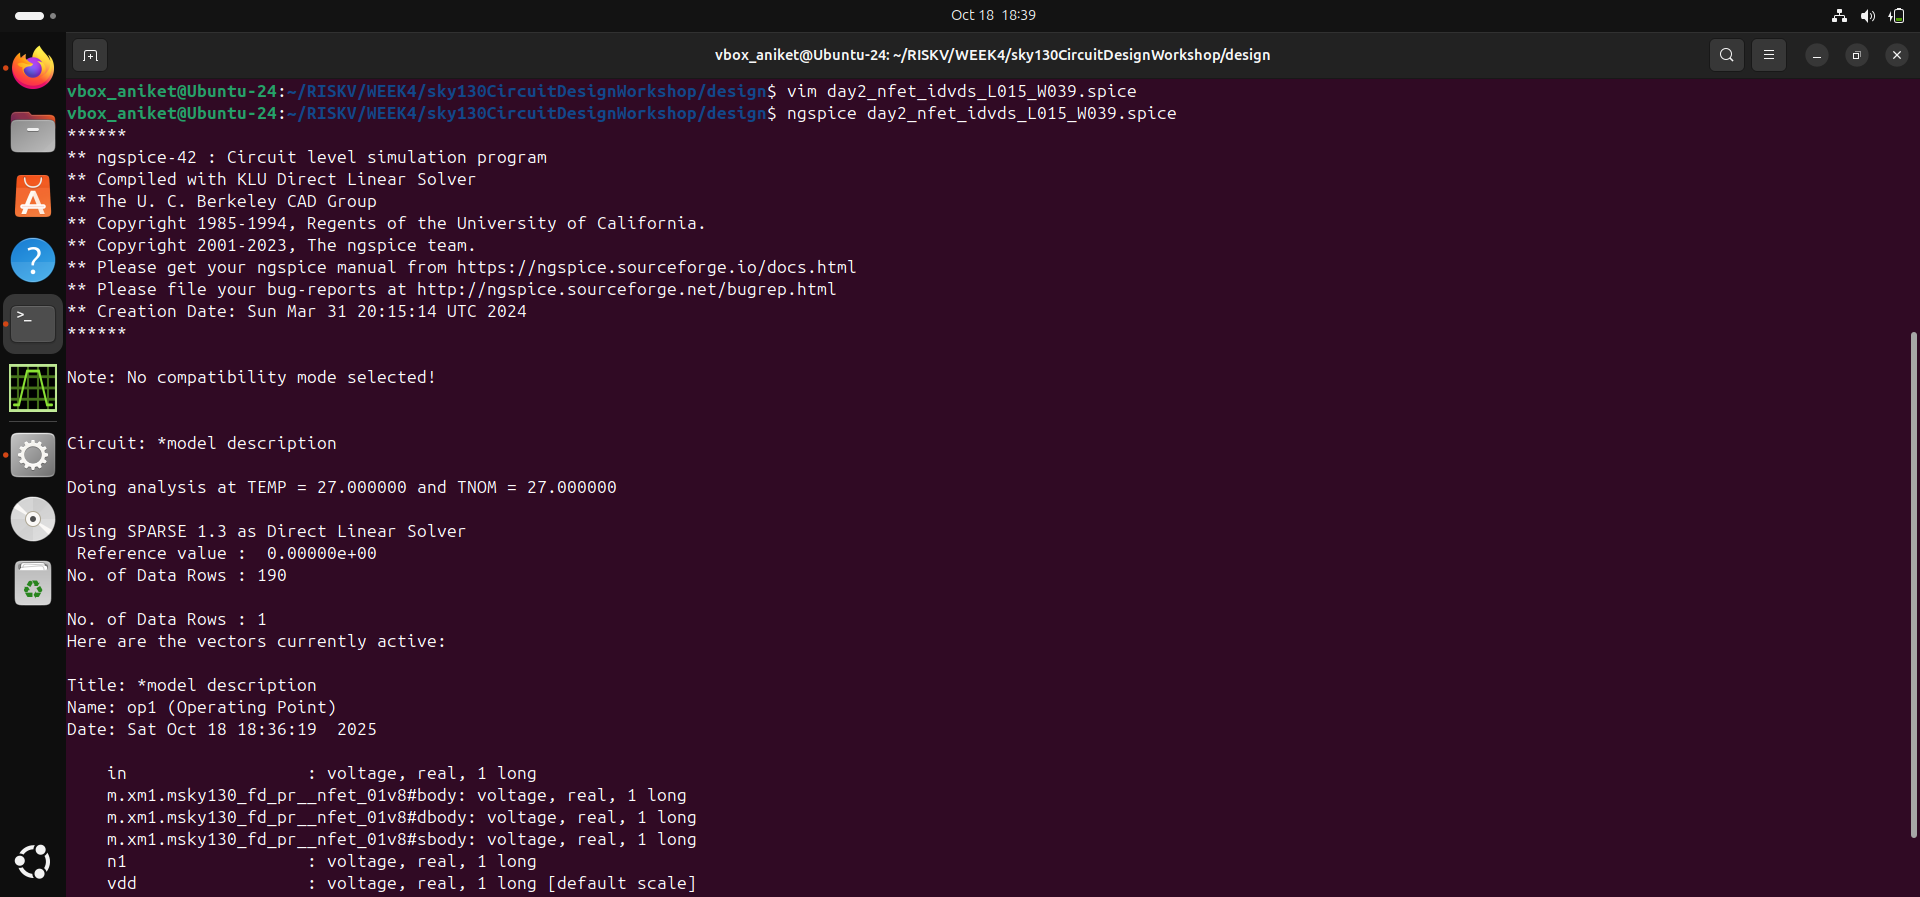 Oct 18 18:39
vbox_aniket@Ubuntu-24: ~/RISKV/WEEK4/sky130CircuitDesignWorkshop/design
vbox_aniket@Ubuntu-24:~/RISKV/WEEK4/sky130CircuitDesignWorkshop/design$ vim day2_nfet_idvds_L015_W039.spice
vbox_aniket@Ubuntu-24:~/RISKV/WEEK4/sky130CircuitDesignWorkshop/design$ ngspice day2_nfet_idvds_L015_W039.spice
******
** ngspice-42 : Circuit level simulation program
** Compiled with KLU Direct Linear Solver
** The U. C. Berkeley CAD Group
** Copyright 1985-1994, Regents of the University of California.
** Copyright 2001-2023, The ngspice team.
** Please get your ngspice manual from https://ngspice.sourceforge.io/docs.html
** Please file your bug-reports at http://ngspice.sourceforge.net/bugrep.html
** Creation Date: Sun Mar 31 20:15:14 UTC 2024
******
Note: No compatibility mode selected!
Circuit: *model description
Doing analysis at TEMP = 27.000000 and TNOM = 27.000000
Using SPARSE 1.3 as Direct Linear Solver
Reference value :  0.00000e+00
No. of Data Rows : 190
No. of Data Rows : 1
Here are the vectors currently active:
Title: *model description
Name: op1 (Operating Point)
Date: Sat Oct 18 18:36:19  2025
in                  : voltage, real, 1 long
m.xm1.msky130_fd_pr__nfet_01v8#body: voltage, real, 1 long
m.xm1.msky130_fd_pr__nfet_01v8#dbody: voltage, real, 1 long
m.xm1.msky130_fd_pr__nfet_01v8#sbody: voltage, real, 1 long
n1                  : voltage, real, 1 long
vdd                 : voltage, real, 1 long [default scale]